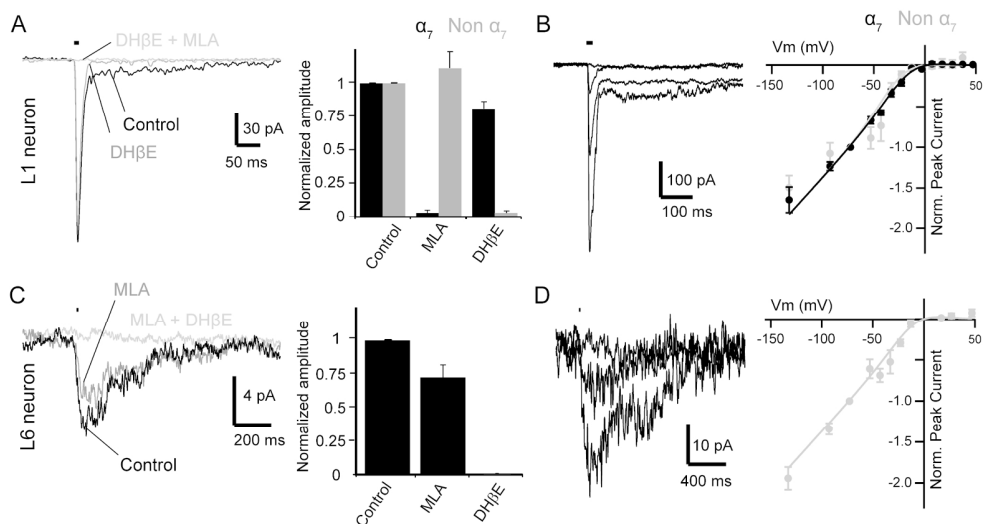 A
L1 neuron
DHβE + MLA
Control
DHβE
30 pA
50 ms
α7 Non α7
Normalized amplitude
1
0.75
0.5
0.25
0
Control
MLA
DHβE
B
100 pA
100 ms
α7 Non α7
Vm (mV)
-150 -100 -50 0 50
-0.5
-1.0
-1.5
-2.0
Norm. Peak Current
C
L6 neuron
MLA
MLA + DHβE
Control
4 pA
200 ms
Normalized amplitude
1
0.75
0.5
0.25
0
Control
MLA
DHβE
D
10 pA
400 ms
Vm (mV)
-150 -100 -50 0 50
-0.5
-1.0
-1.5
-2.0
Norm. Peak Current